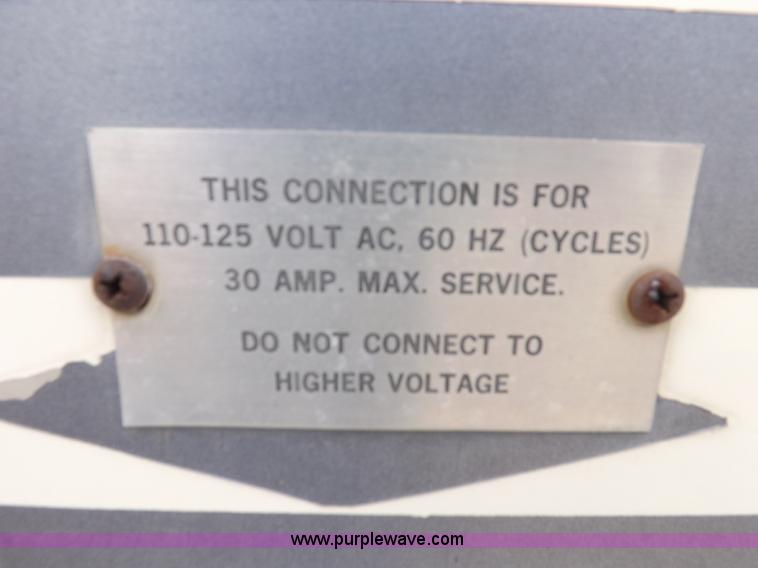 THIS CONNECTION IS FOR
110-125 VOLT AC, 60 HZ (CYCLES)
30 AMP. MAX. SERVICE.
DO NOT CONNECT TO
HIGHER VOLTAGE
www.purplewave.com